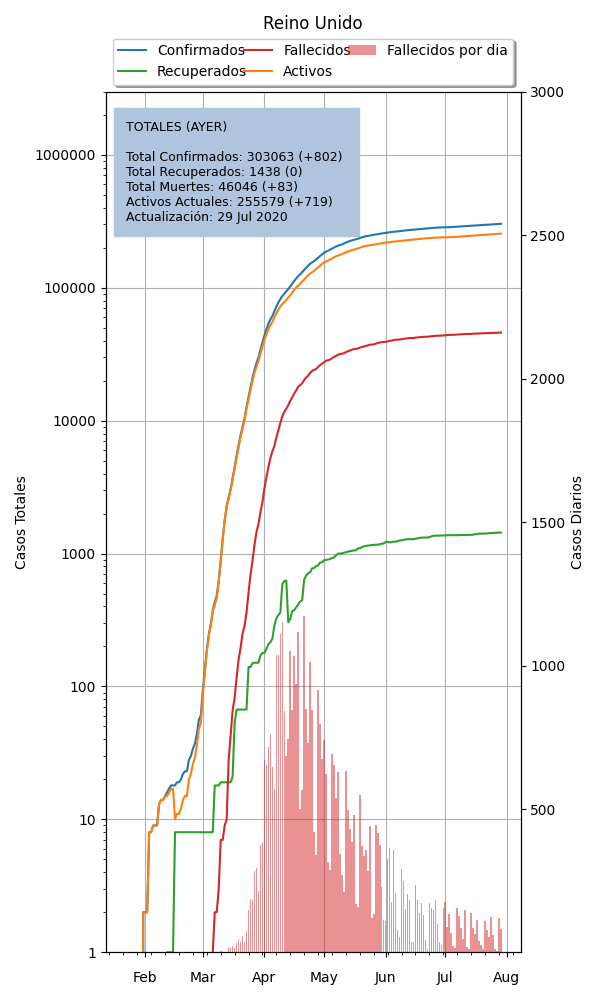 Reino Unido
Confirmados Fallecidos Fallecidos por dia
Recuperados Activos
TOTALES (AYER)
Total Confirmados: 303063 (+802)
Total Recuperados: 1438 (0)
Total Muertes: 46046 (+83)
Activos Actuales: 255579 (+719)
Actualización: 29 Jul 2020
Casos Totales
1000000
100000
10000
1000
100
10
1
3000
2500
2000
1500
1000
500
Casos Diarios
Feb Mar Apr May Jun Jul Aug